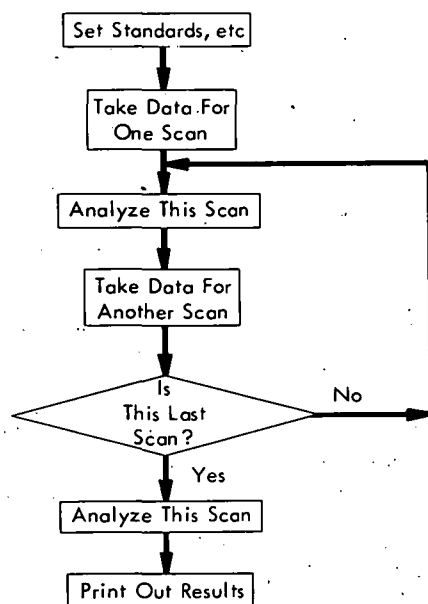 Set Standards, etc
Take Data For
One Scan
Analyze This Scan
Take Data For
Another Scan
Is
This Last
Scan?
No
Yes
Analyze This Scan
Print Out Results